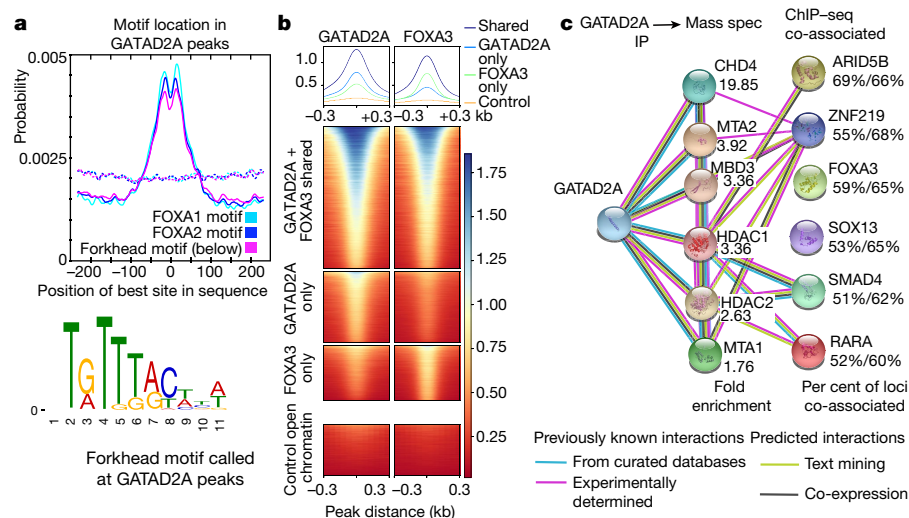 a
Motif location in
GATAD2A peaks
0.005
0.0025
0
Probability
FOXA1 motif
FOXA2 motif
Forkhead motif (below)
−200 −100 0 100 200
Position of best site in sequence
0
1 2 3 4 5 6 7 8 9 10 11
Forkhead motif called
at GATAD2A peaks
b
GATAD2A FOXA3
1.0
0.5
−0.3 +0.3 −0.3 +0.3
kb
Shared
GATAD2A
only
FOXA3
only
Control
GATAD2A +
FOXA3 shared
GATAD2A
only
FOXA3
only
Control open
chromatin
1.75
1.50
1.25
1.00
0.75
0.50
0.25
−0.3 0.3 −0.3 0.3
Peak distance (kb)
c
GATAD2A
IP
Mass spec
ChIP–seq
co-associated
GATAD2A
CHD4
19.85
MTA2
3.92
MBD3
3.36
HDAC1
3.36
HDAC2
2.63
MTA1
1.76
Fold
enrichment
ARID5B
69%/66%
ZNF219
55%/68%
FOXA3
59%/65%
SOX13
53%/65%
SMAD4
51%/62%
RARA
52%/60%
Per cent of loci
co-associated
Previously known interactions
From curated databases
Experimentally
determined
Predicted interactions
Text mining
Co-expression